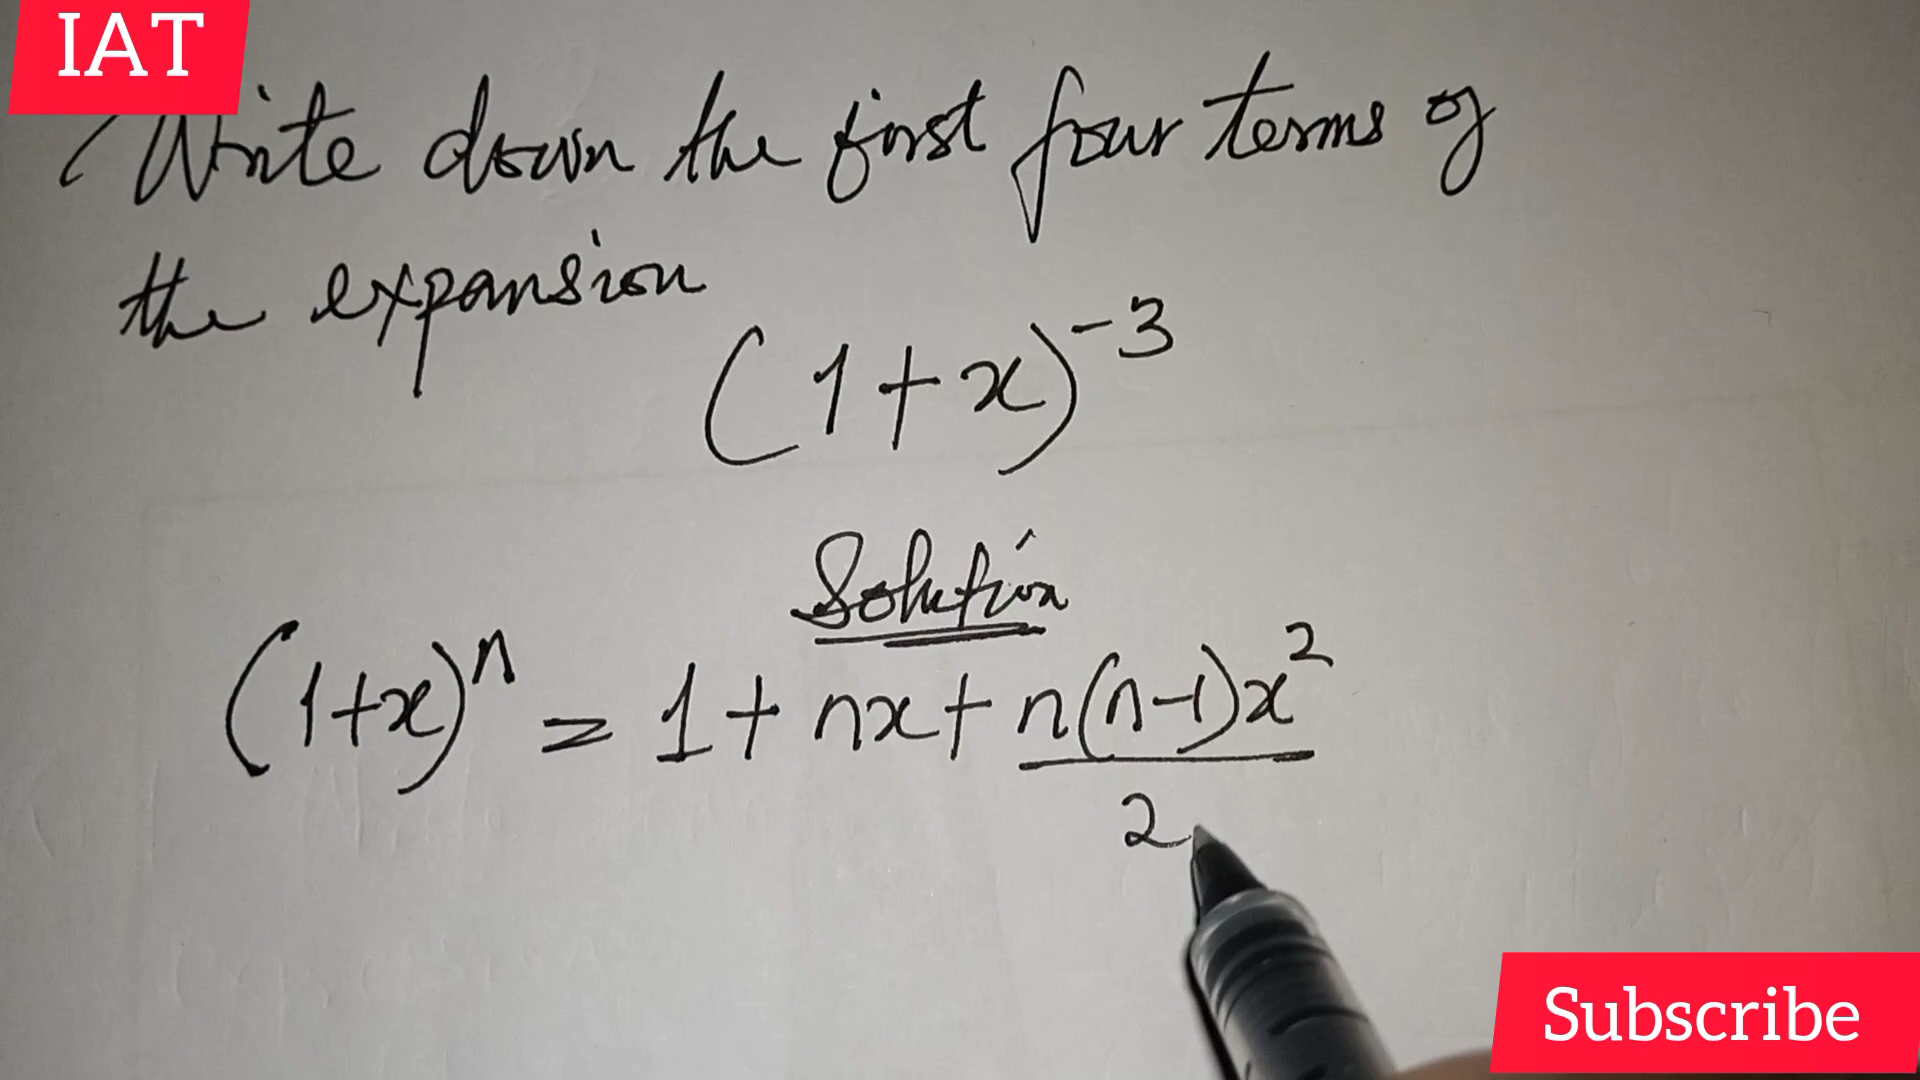 IAT
Write down the first four terms of
the expansion
(1+x)⁻³
Solution
(1+x)ⁿ = 1 + nx + n(n-1)x²
2
Subscribe